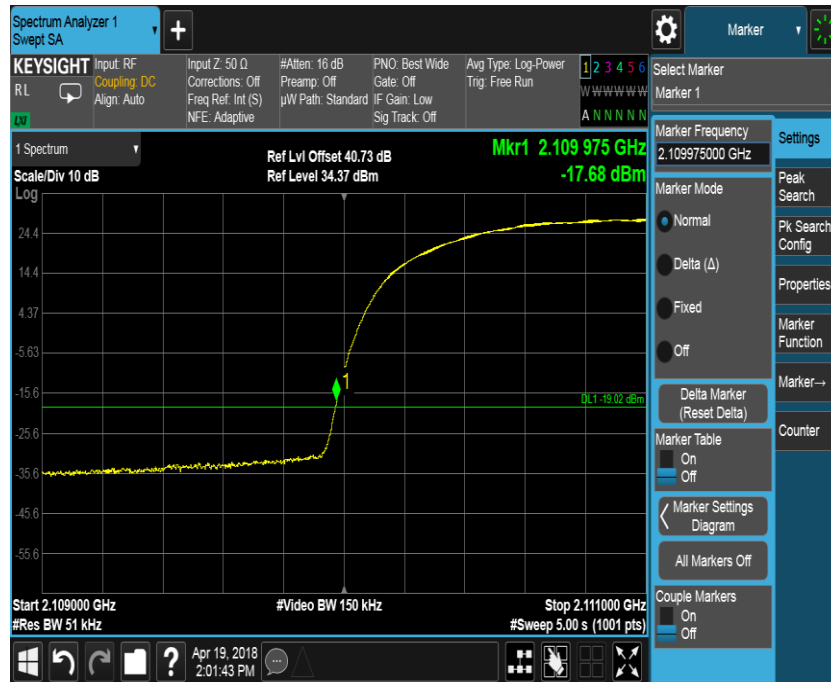 Spectrum Analyzer 1
Swept SA
+
Marker
KEYSIGHT
RL
LXI
Input: RF
Coupling: DC
Align: Auto
Input Z: 50 Ω
Corrections: Off
Freq Ref: Int (S)
NFE: Adaptive
#Atten: 16 dB
Preamp: Off
µW Path: Standard
PNO: Best Wide
Gate: Off
IF Gain: Low
Sig Track: Off
Avg Type: Log-Power
Trig: Free Run
1 2 3 4 5 6
W W W W W W
A N N N N N
Select Marker
Marker 1
1 Spectrum
Scale/Div 10 dB
Log
Ref Lvl Offset 40.73 dB
Ref Level 34.37 dBm
Mkr1 2.109 975 GHz
-17.68 dBm
24.4
14.4
4.37
-5.63
-15.6
-25.6
-35.6
-45.6
-55.6
1
DL1 -19.02 dBm
Start 2.109000 GHz
#Res BW 51 kHz
#Video BW 150 kHz
Stop 2.111000 GHz
#Sweep 5.00 s (1001 pts)
Marker Frequency
2.109975000 GHz
Marker Mode
Normal
Delta (Δ)
Fixed
Off
Delta Marker
(Reset Delta)
Marker Table
On
Off
Marker Settings
Diagram
All Markers Off
Couple Markers
On
Off
Settings
Peak
Search
Pk Search
Config
Properties
Marker
Function
Marker→
Counter
?
Apr 19, 2018
2:01:43 PM